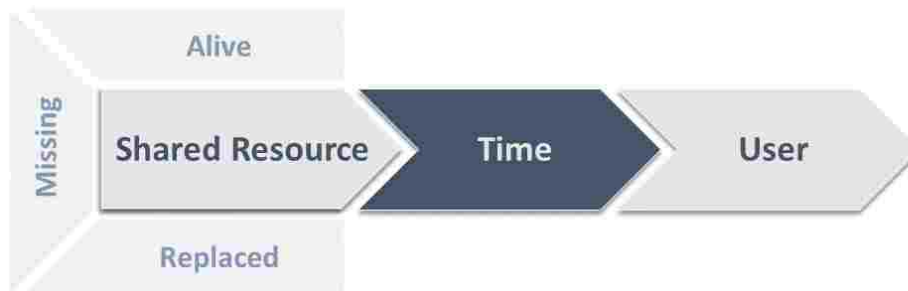 Alive
Missing
Shared Resource
Time
User
Replaced